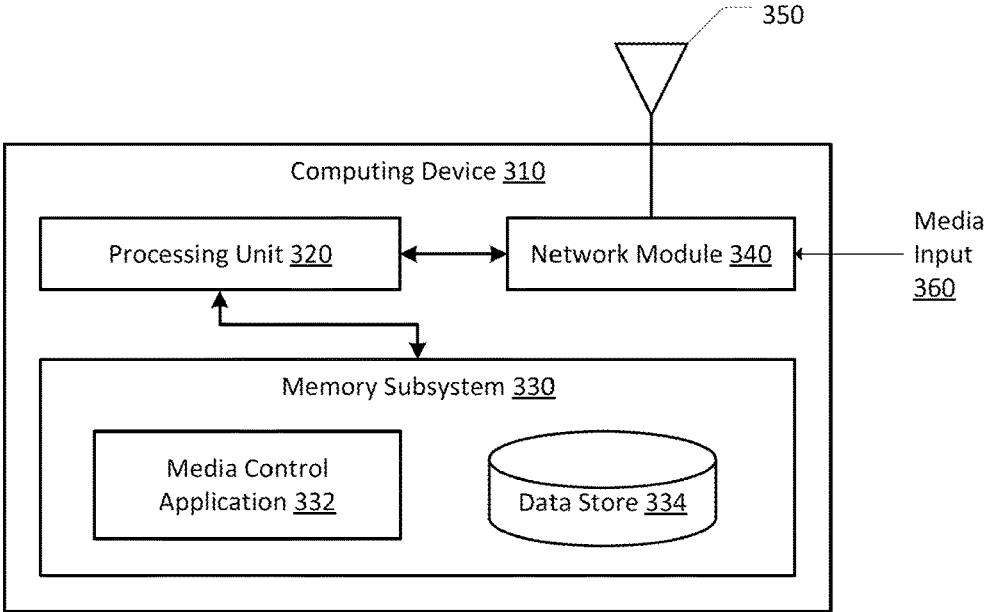 350
Computing Device 310
Processing Unit 320
Network Module 340
Media
Input
360
Memory Subsystem 330
Media Control
Application 332
Data Store 334